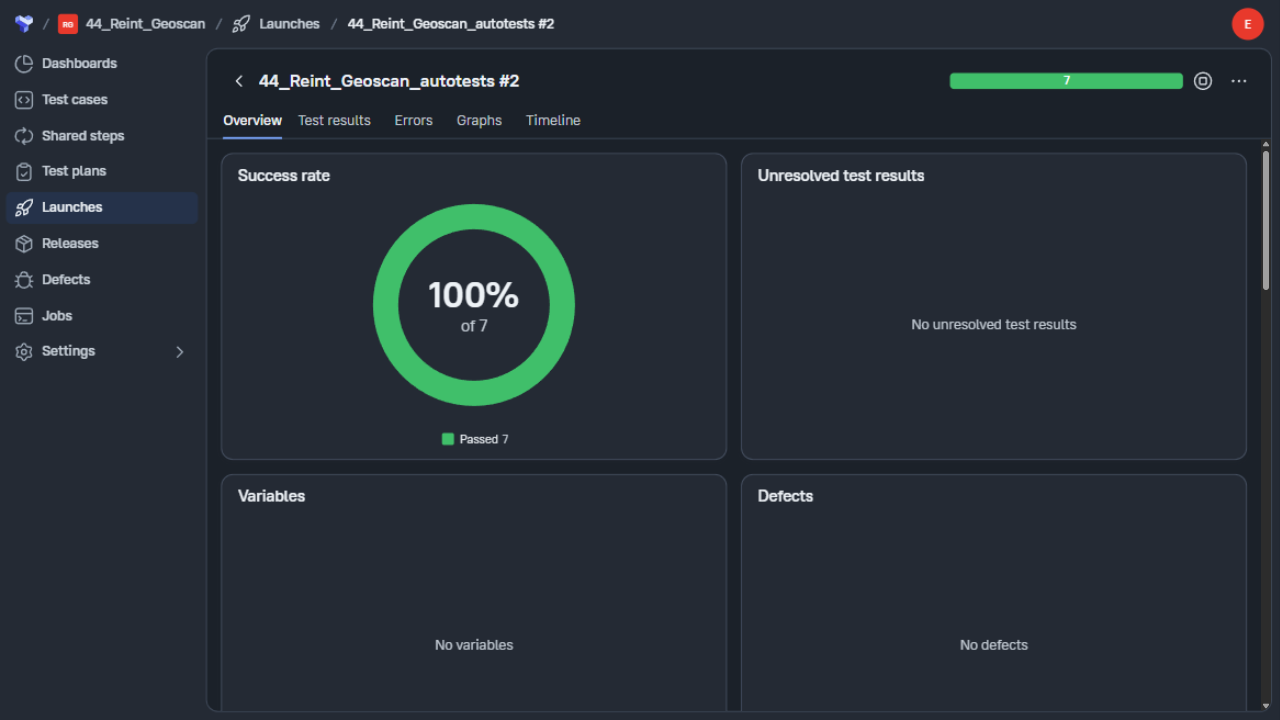 / RG 44_Reint_Geoscan / Launches / 44_Reint_Geoscan_autotests #2
E
Dashboards
Test cases
Shared steps
Test plans
Launches
Releases
Defects
Jobs
Settings
44_Reint_Geoscan_autotests #2
7
Overview Test results Errors Graphs Timeline
Success rate
100%
of 7
Passed 7
Unresolved test results
No unresolved test results
Variables
No variables
Defects
No defects